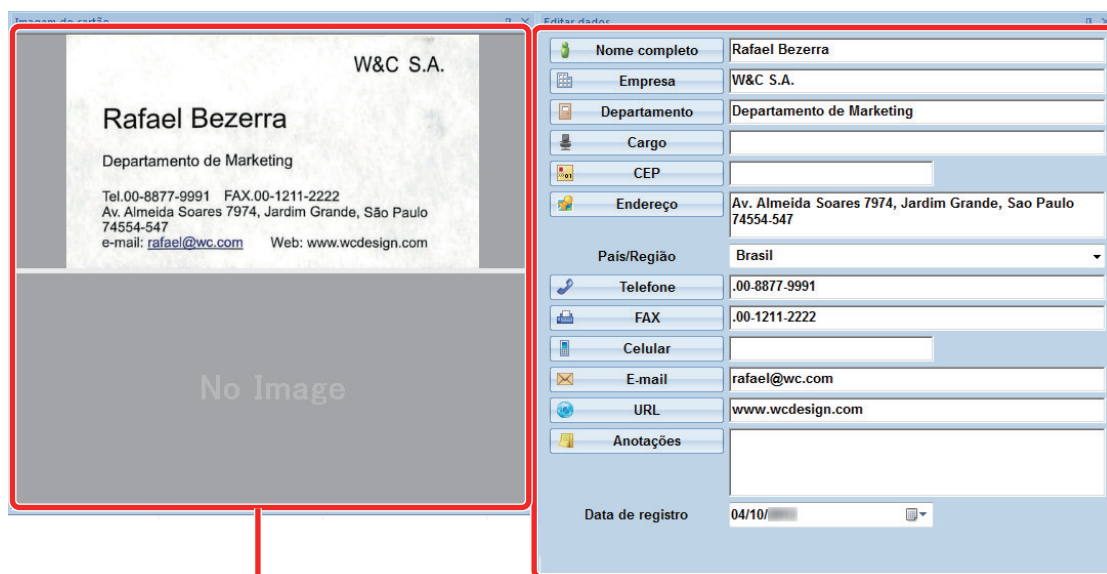 Imagem do cartão
W&C S.A.
Rafael Bezerra
Departamento de Marketing
Tel.00-8877-9991 FAX.00-1211-2222
Av. Almeida Soares 7974, Jardim Grande, São Paulo
74554-547
e-mail: rafael@wc.com Web: www.wcdesign.com
No Image
Editar dados
Nome completo Rafael Bezerra
Empresa W&C S.A.
Departamento Departamento de Marketing
Cargo
CEP
Endereço Av. Almeida Soares 7974, Jardim Grande, Sao Paulo
74554-547
País/Região Brasil
Telefone .00-8877-9991
FAX .00-1211-2222
Celular
E-mail rafael@wc.com
URL www.wcdesign.com
Anotações
Data de registro 04/10/